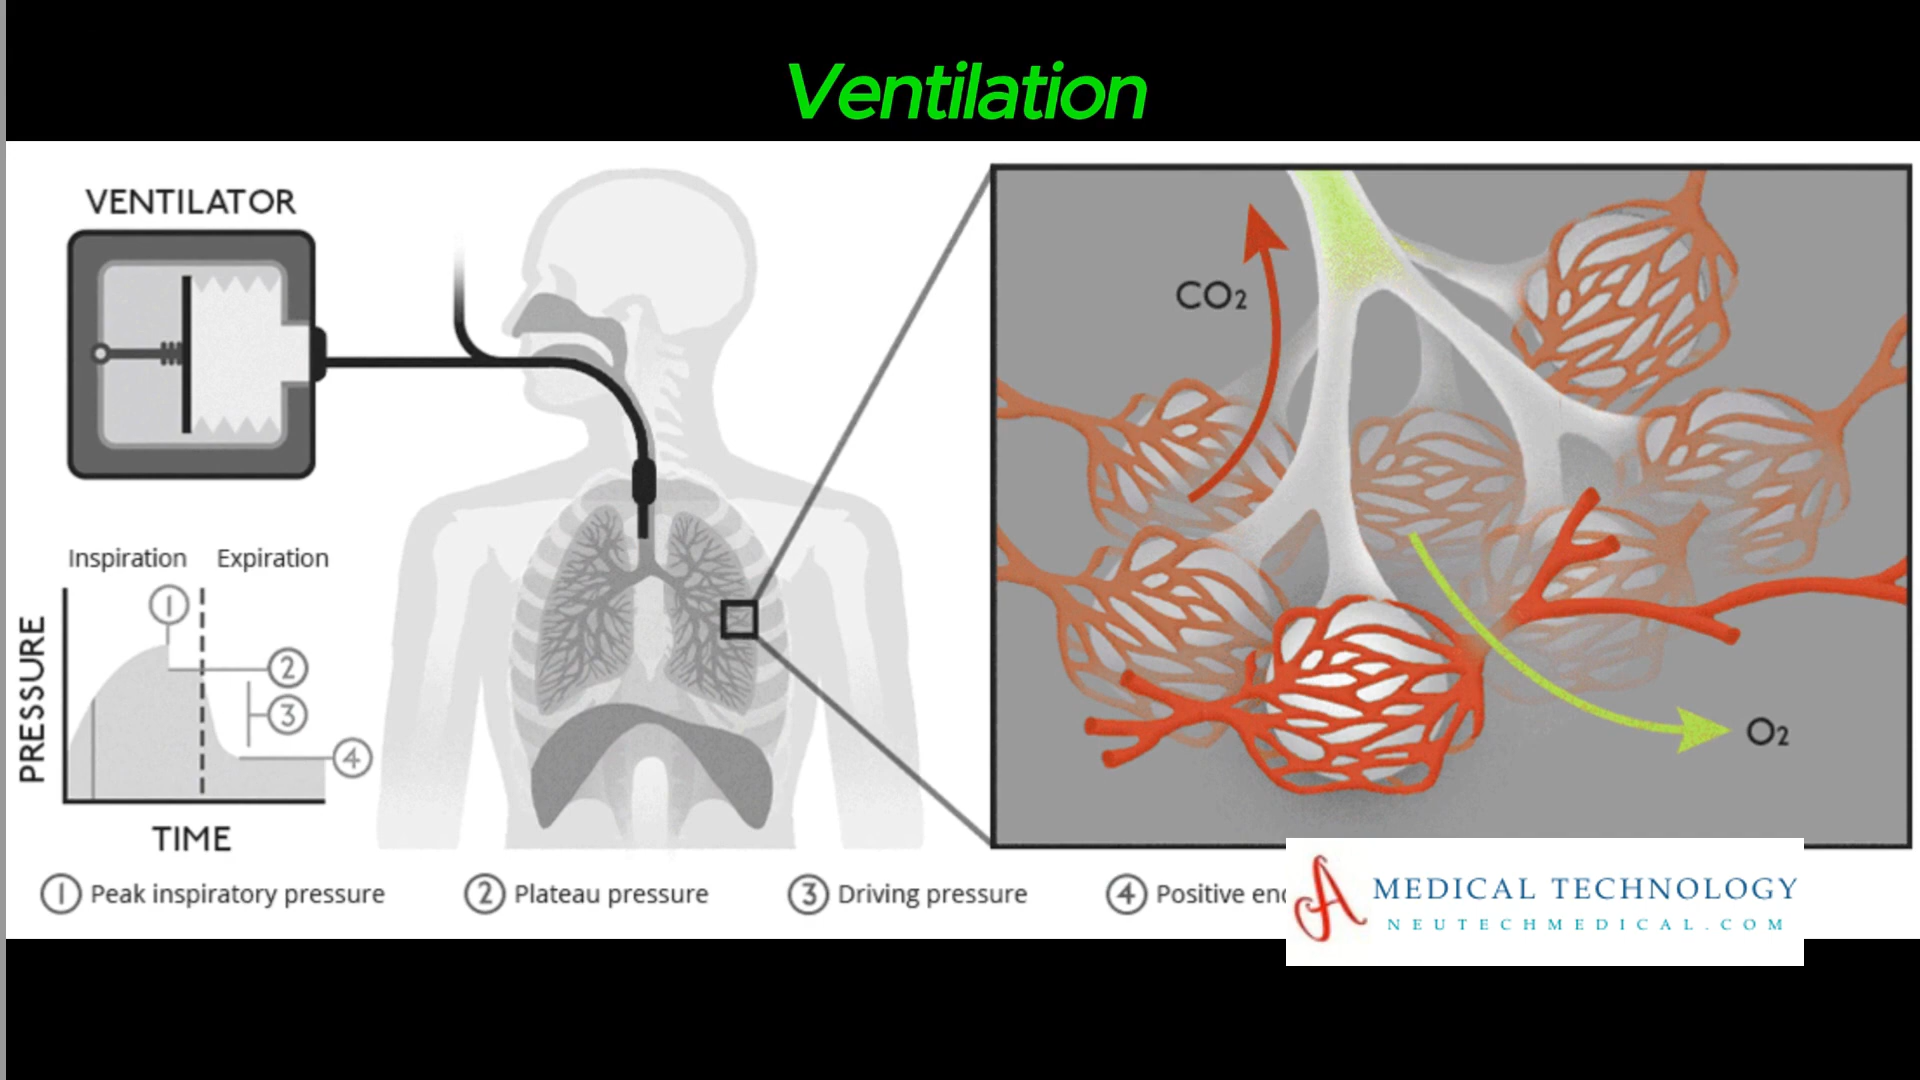 Ventilation
VENTILATOR
CO₂
Inspiration Expiration
1
2
3
4
PRESSURE
TIME
O₂
1 Peak inspiratory pressure 2 Plateau pressure 3 Driving pressure 4 Positive end
A MEDICAL TECHNOLOGY
NEUTECHMEDICAL.COM